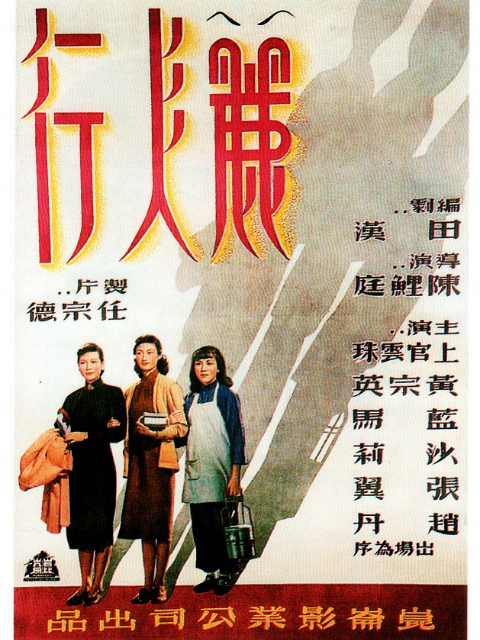 麗人行
編劇：
田漢
導演：
陳鯉庭
製片：
任宗德
主演：
上官雲珠
黃宗英
藍馬
沙莉
張翼
趙丹
出場為序
崑崙影業公司出品